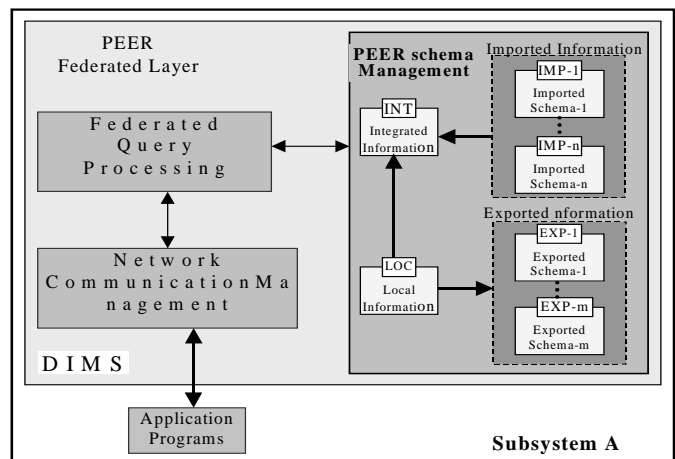 PEER
Federated Layer
Federated
Query
Processing
Network
CommunicationMa
nagement
DIMS
Application
Programs
PEER schema
Management
INT
Integrated
Information
LOC
Local
Information
Imported Information
IMP-1
Imported
Schema-1
IMP-n
Imported
Schema-n
Exported nformation
EXP-1
Exported
Schema-1
EXP-m
Exported
Schema-m
Subsystem A